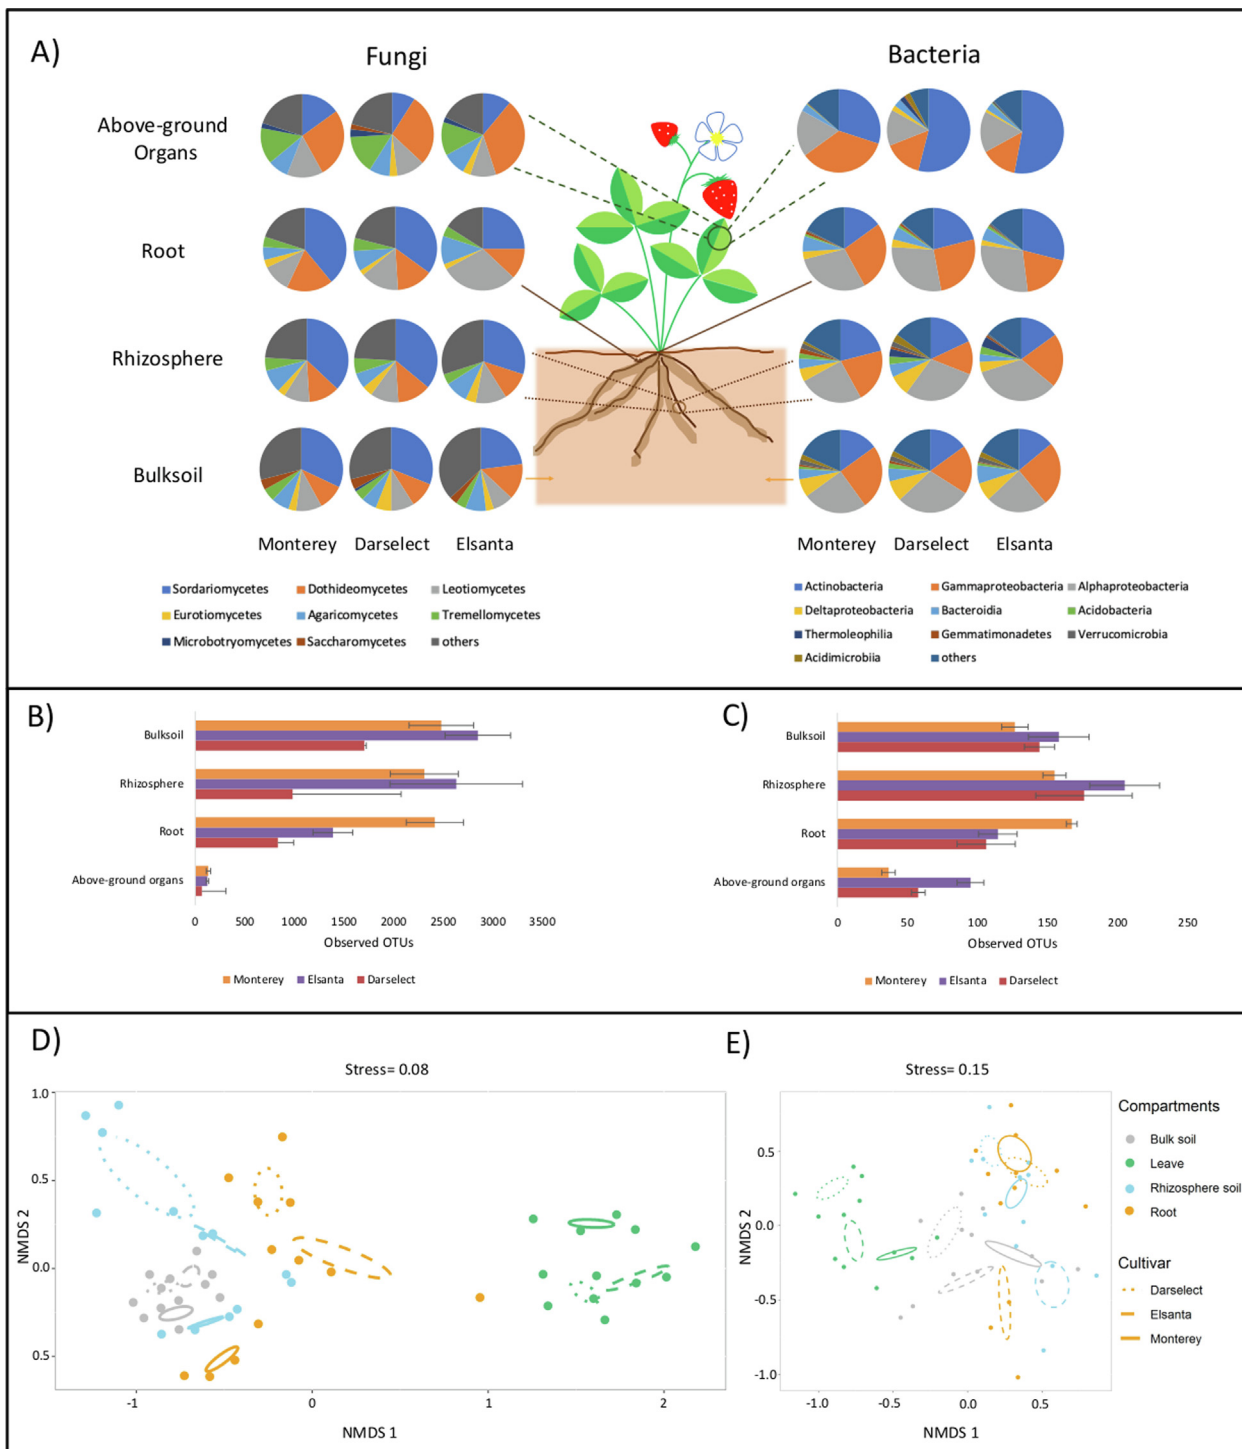 A)
Fungi
Bacteria
Above-ground
Organs
Root
Rhizosphere
Bulksoil
Monterey Darselect Elsanta
Monterey Darselect Elsanta
Sordariomycetes Dothideomycetes Leotiomycetes
Eurotiomycetes Agaricomycetes Tremellomycetes
Microbotryomycetes Saccharomycetes others
Actinobacteria Gammaproteobacteria Alphaproteobacteria
Deltaproteobacteria Bacteroidia Acidobacteria
Thermoleophilia Gemmatimonadetes Verrucomicrobia
Acidimicrobiia others
B)
Bulksoil
Rhizosphere
Root
Above-ground organs
0 500 1000 1500 2000 2500 3000 3500
Observed OTUs
Monterey Elsanta Darselect
C)
Bulksoil
Rhizosphere
Root
Above-ground organs
0 50 100 150 200 250
Observed OTUs
Monterey Elsanta Darselect
D)
Stress= 0.08
1.0
0.5
0.0
0.5
NMDS 2
-1 0 1 2
NMDS 1
E)
Stress= 0.15
0.5
0.0
-0.5
-1.0
NMDS 2
-1.0 -0.5 0.0 0.5
NMDS 1
Compartments
Bulk soil
Leave
Rhizosphere soil
Root
Cultivar
Darselect
Elsanta
Monterey